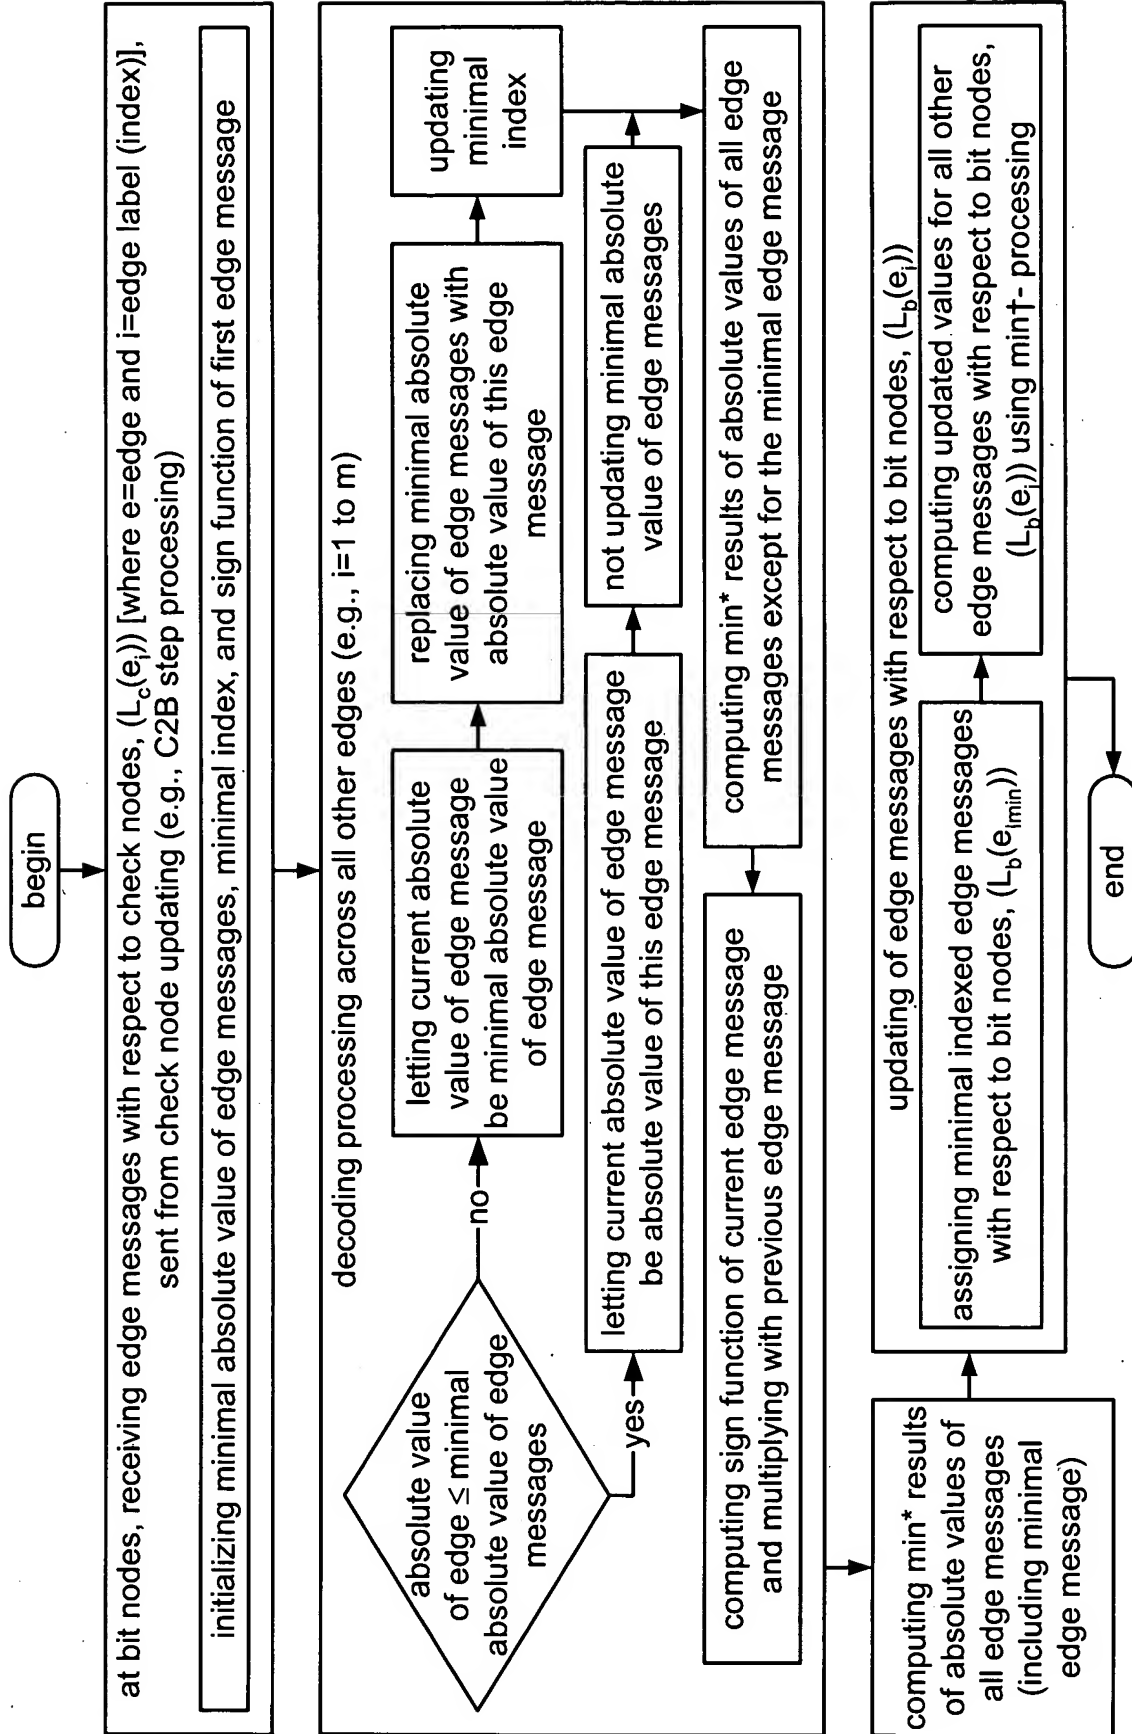 begin
at bit nodes, receiving edge messages with respect to check nodes, (Lc(ei)) [where e=edge and i=edge label (index)],
sent from check node updating (e.g., C2B step processing)
initializing minimal absolute value of edge messages, minimal index, and sign function of first edge message
decoding processing across all other edges (e.g., i=1 to m)
absolute value
of edge ≤ minimal
absolute value of edge
messages
no
letting current absolute
value of edge message
be minimal absolute value
of edge message
replacing minimal absolute
value of edge messages with
absolute value of this edge
message
updating
minimal
index
yes
letting current absolute value of edge message
be absolute value of this edge message
not updating minimal absolute
value of edge messages
computing min* results of absolute values of all edge
messages except for the minimal edge message
computing sign function of current edge message
and multiplying with previous edge message
computing min* results
of absolute values of
all edge messages
(including minimal
edge message)
updating of edge messages with respect to bit nodes, (Lb(ei))
assigning minimal indexed edge messages
with respect to bit nodes, (Lb(eImin))
computing updated values for all other
edge messages with respect to bit nodes,
(Lb(ei)) using min†- processing
end